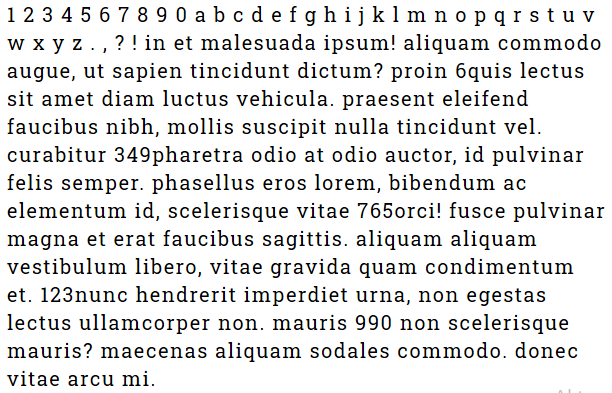 1 2 3 4 5 6 7 8 9 0 a b c d e f g h i j k l m n o p q r s t u v
w x y z . , ? ! in et malesuada ipsum! aliquam commodo
augue, ut sapien tincidunt dictum? proin 6quis lectus
sit amet diam luctus vehicula. praesent eleifend
faucibus nibh, mollis suscipit nulla tincidunt vel.
curabitur 349pharetra odio at odio auctor, id pulvinar
felis semper. phasellus eros lorem, bibendum ac
elementum id, scelerisque vitae 765orci! fusce pulvinar
magna et erat faucibus sagittis. aliquam aliquam
vestibulum libero, vitae gravida quam condimentum
et. 123nunc hendrerit imperdiet urna, non egestas
lectus ullamcorper non. mauris 990 non scelerisque
mauris? maecenas aliquam sodales commodo. donec
vitae arcu mi.